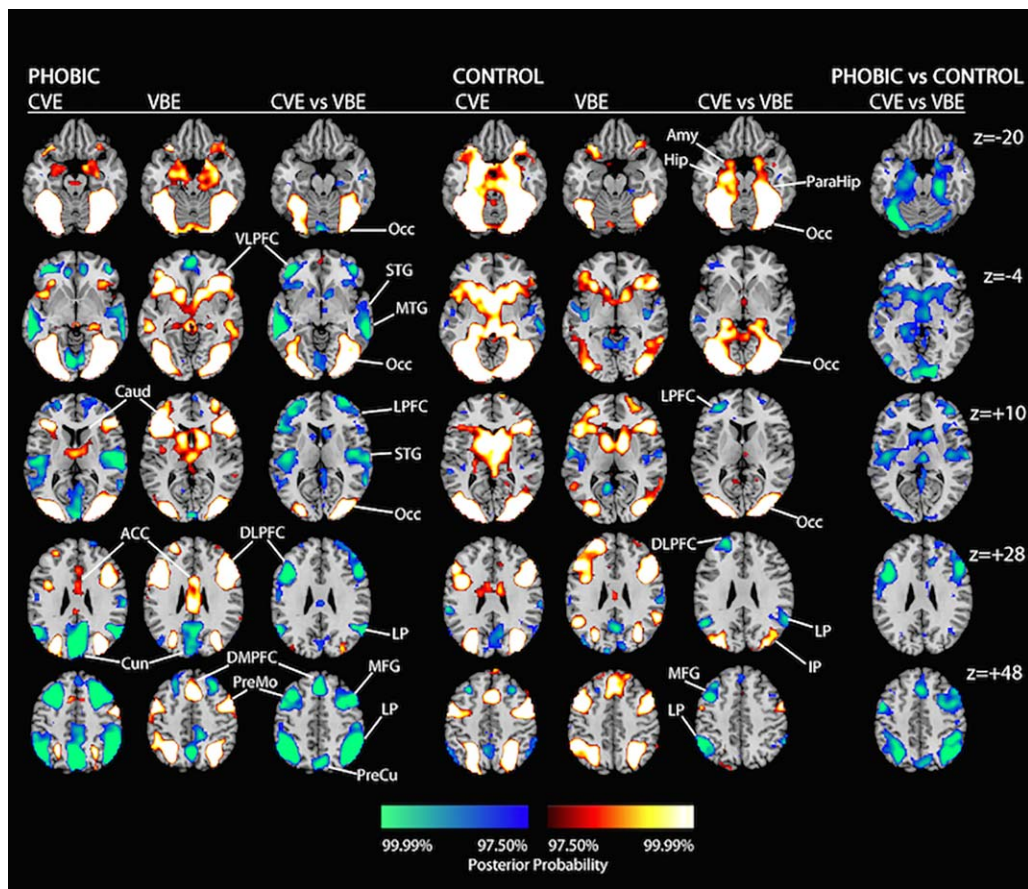 PHOBIC CONTROL PHOBIC vs CONTROL
CVE VBE CVE vs VBE CVE VBE CVE vs VBE CVE vs VBE
z=-20
Amy
Hip
ParaHip
Occ Occ
VLPFC
STG
z=-4
MTG
Occ Occ
Caud
LPFC LPFC
z=+10
STG
Occ Occ
ACC DLPFC DLPFC
z=+28
LP LP
Cun IP
DMPFC
PreMo MFG MFG
z=+48
LP LP
PreCu
99.99% 97.50% 97.50% 99.99%
Posterior Probability